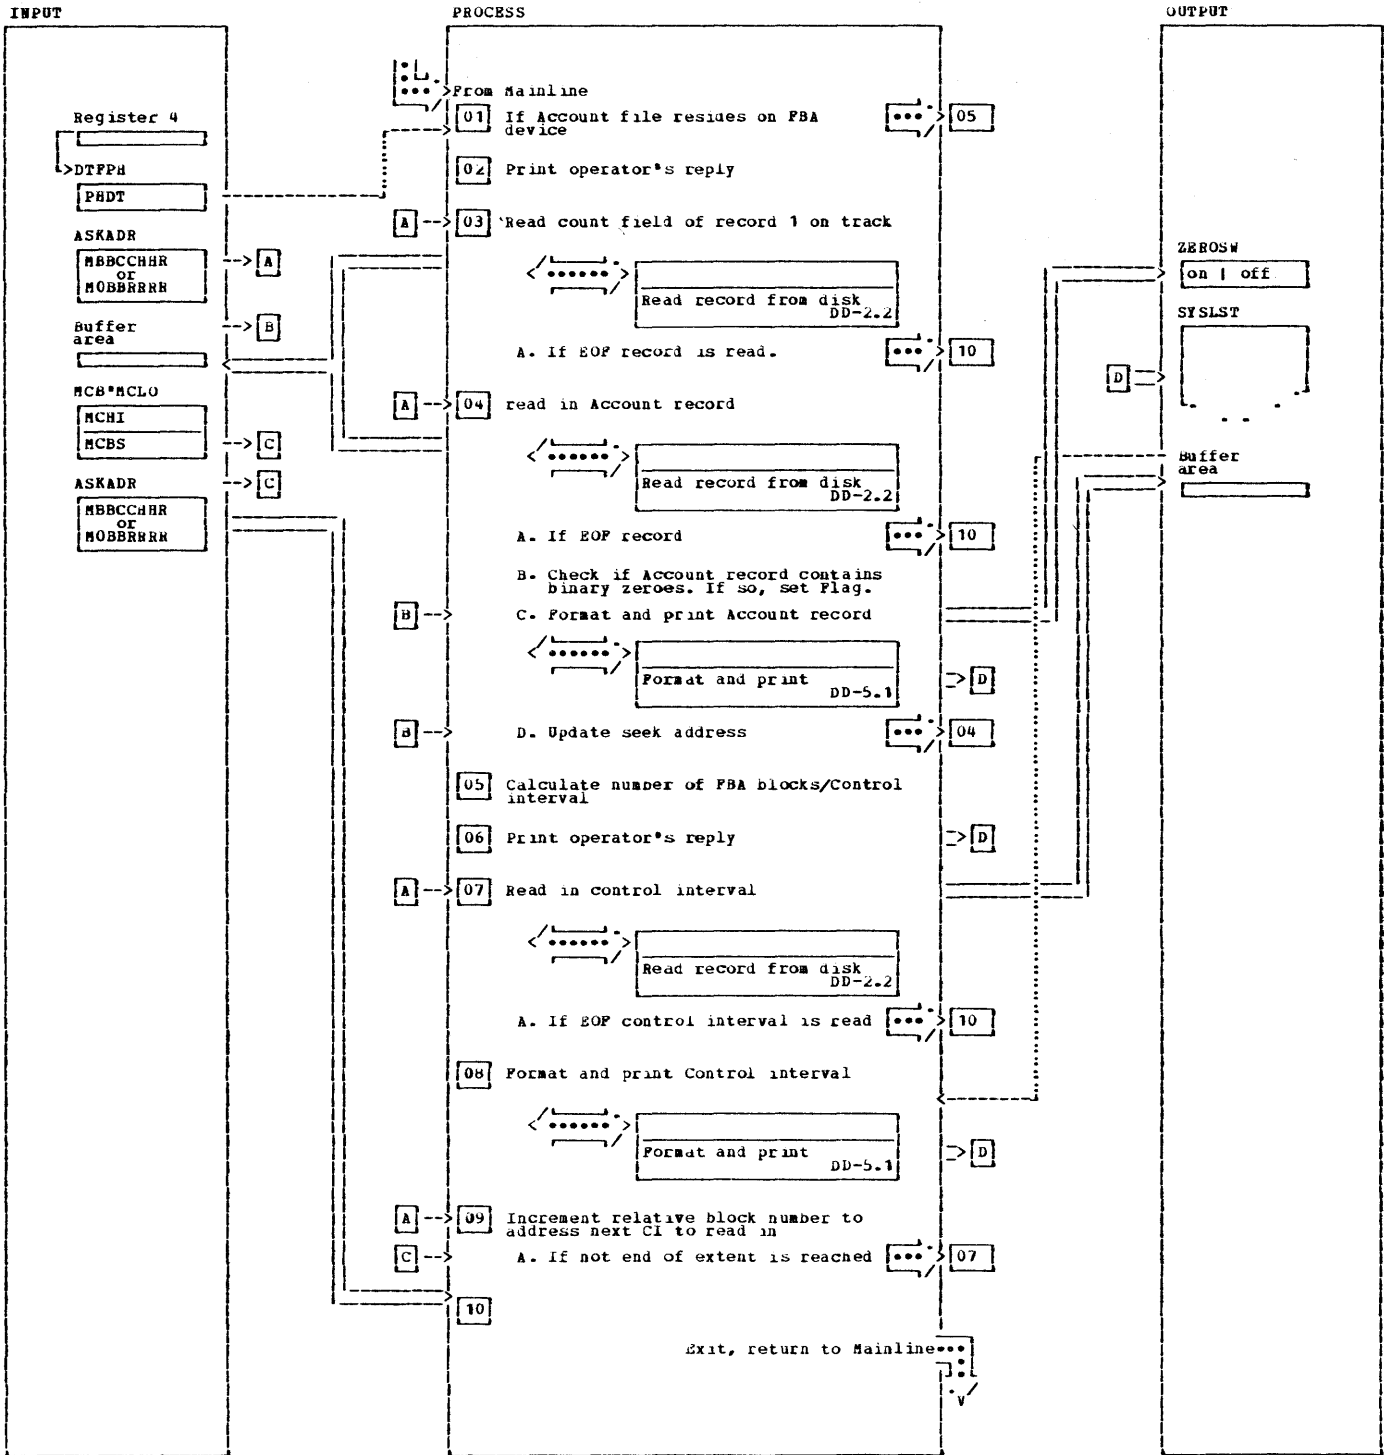 INPUT
PROCESS
OUTPUT
From Mainline
Register 4
01 If Account file resides on FBA
device
05
>DTFPH
PHDT
02 Print operator's reply
A --> 03 Read count field of record 1 on track
ASKADR
MBBCCHHR
or
M0BBRRRR
--> A
ZEROSW
on | off
Read record from disk
DD-2.2
Buffer
area
--> B
SYSLST
A. If EOF record is read.
10
D
MCB*MCLO
MCHI
MCBS
--> C
A --> 04 read in Account record
Buffer
area
ASKADR
MBBCCHHR
or
M0BBRRRR
--> C
Read record from disk
DD-2.2
A. If EOF record
10
B. Check if Account record contains
binary zeroes. If so, set Flag.
B --> C. Format and print Account record
Format and print
DD-5.1
D
B --> D. Update seek address
04
05 Calculate number of FBA blocks/Control
interval
06 Print operator's reply
D
A --> 07 Read in control interval
Read record from disk
DD-2.2
A. If EOF control interval is read
10
08 Format and print Control interval
Format and print
DD-5.1
D
A --> 09 Increment relative block number to
address next CI to read in
C --> A. If not end of extent is reached
07
10
Exit, return to Mainline